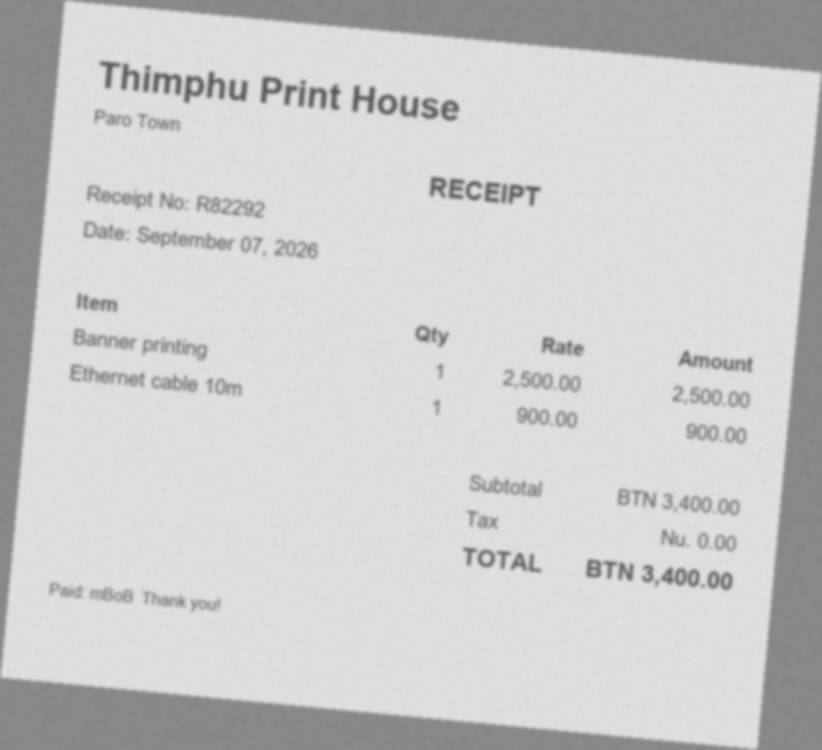 Thimphu Print House
Paro Town
RECEIPT
Receipt No: R82292
Date: September 07, 2026
Item Qty Rate Amount
Banner printing 1 2,500.00 2,500.00
Ethernet cable 10m 1 900.00 900.00
Subtotal BTN 3,400.00
Tax Nu. 0.00
TOTAL BTN 3,400.00
Paid: mBoB Thank you!